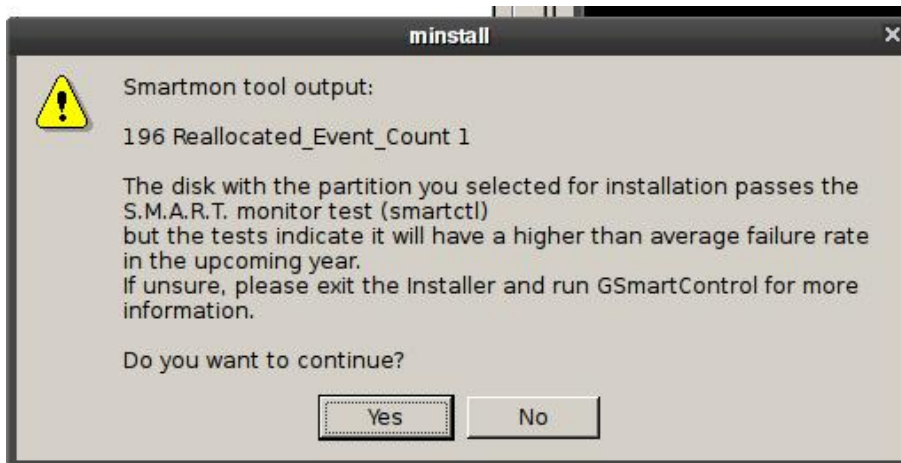 minstall
Smartmon tool output:
196 Reallocated_Event_Count 1
The disk with the partition you selected for installation passes the
S.M.A.R.T. monitor test (smartctl)
but the tests indicate it will have a higher than average failure rate
in the upcoming year.
If unsure, please exit the Installer and run GSmartControl for more
information.
Do you want to continue?
Yes No